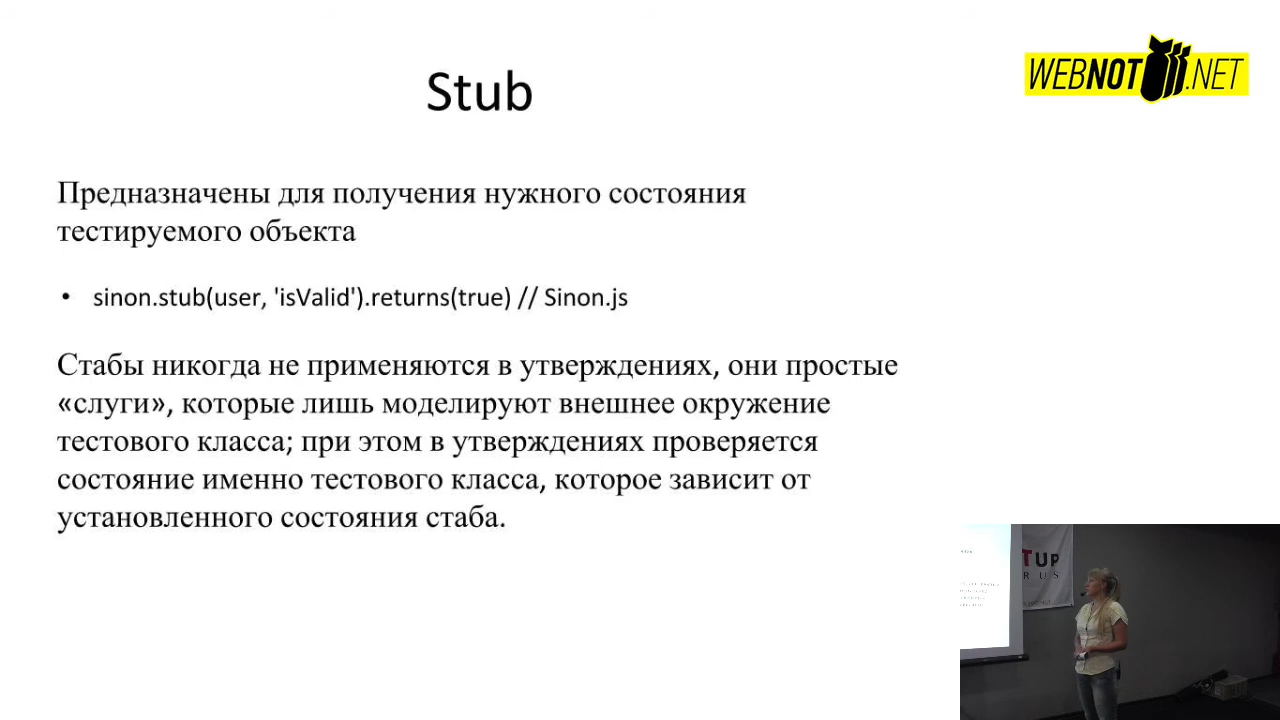 Stub
WEBNOT.NET
Предназначены для получения нужного состояния
тестируемого объекта
• sinon.stub(user, 'isValid').returns(true) // Sinon.js
Стабы никогда не применяются в утверждениях, они простые
«слуги», которые лишь моделируют внешнее окружение
тестового класса; при этом в утверждениях проверяется
состояние именно тестового класса, которое зависит от
установленного состояния стаба.
TUP
RUS